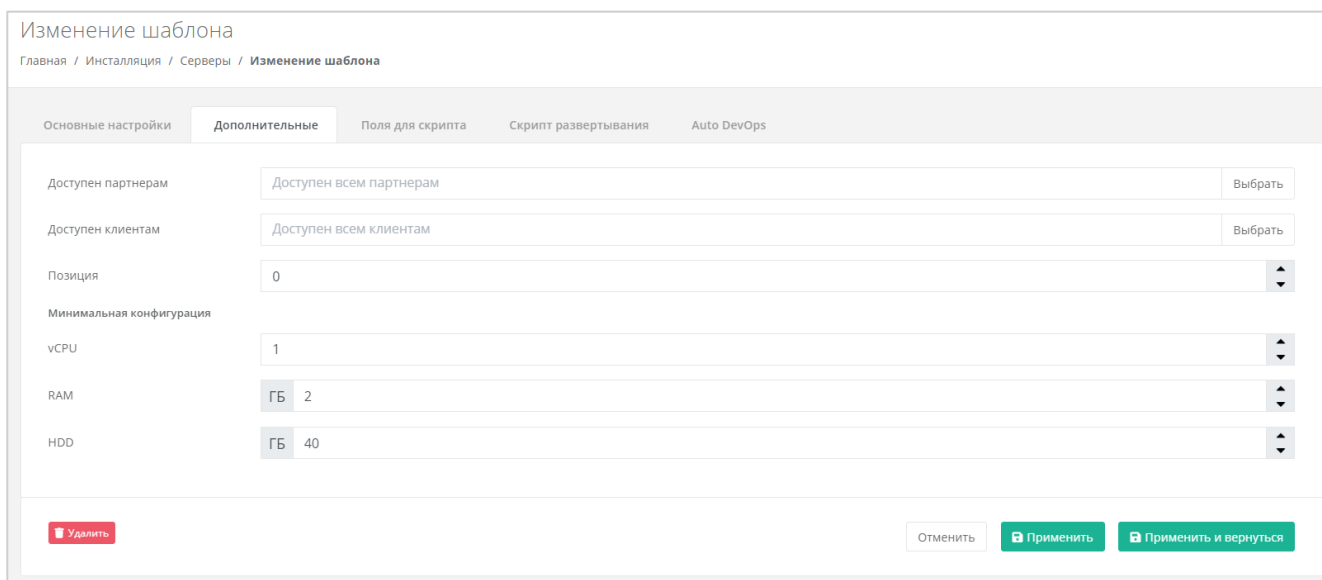 Изменение шаблона
Главная / Инсталляция / Серверы / Изменение шаблона
Основные настройки Дополнительные Поля для скрипта Скрипт развертывания Auto DevOps
Доступен партнерам Доступен всем партнерам Выбрать
Доступен клиентам Доступен всем клиентам Выбрать
Позиция 0
Минимальная конфигурация
vCPU 1
RAM ГБ 2
HDD ГБ 40
Удалить Отменить Применить Применить и вернуться